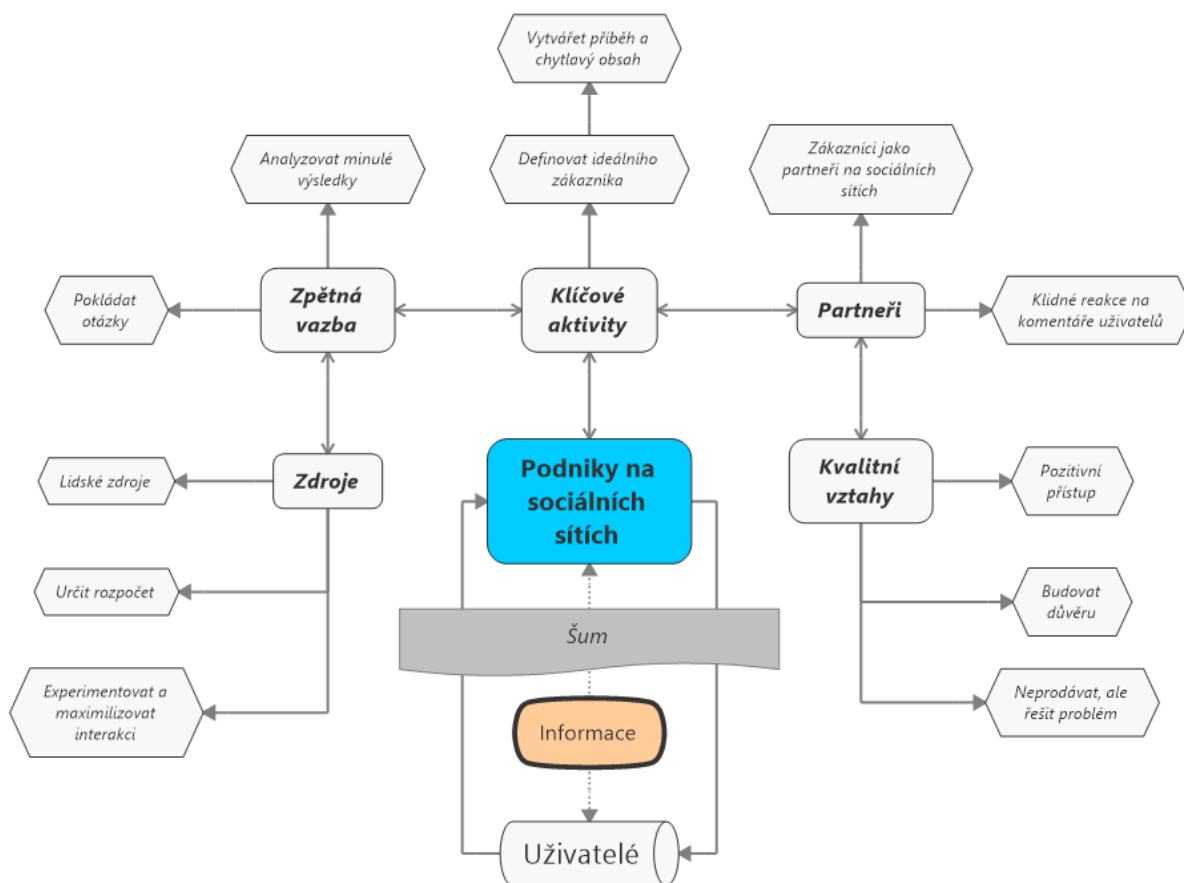 Vytvářet příběh a
chytlavý obsah
Analyzovat minulé
výsledky
Definovat ideálního
zákazníka
Zákazníci jako
partneři na sociálních
sítích
Pokládat
otázky
Zpětná
vazba
Klíčové
aktivity
Partneři
Klidné reakce na
komentáře uživatelů
Lidské zdroje
Zdroje
Podniky na
sociálních
sítích
Kvalitní
vztahy
Pozitivní
přístup
Určit rozpočet
Budovat
důvěru
Šum
Experimentovat a
maximilizovat
interakci
Informace
Neprodávat, ale
řešit problém
Uživatelé